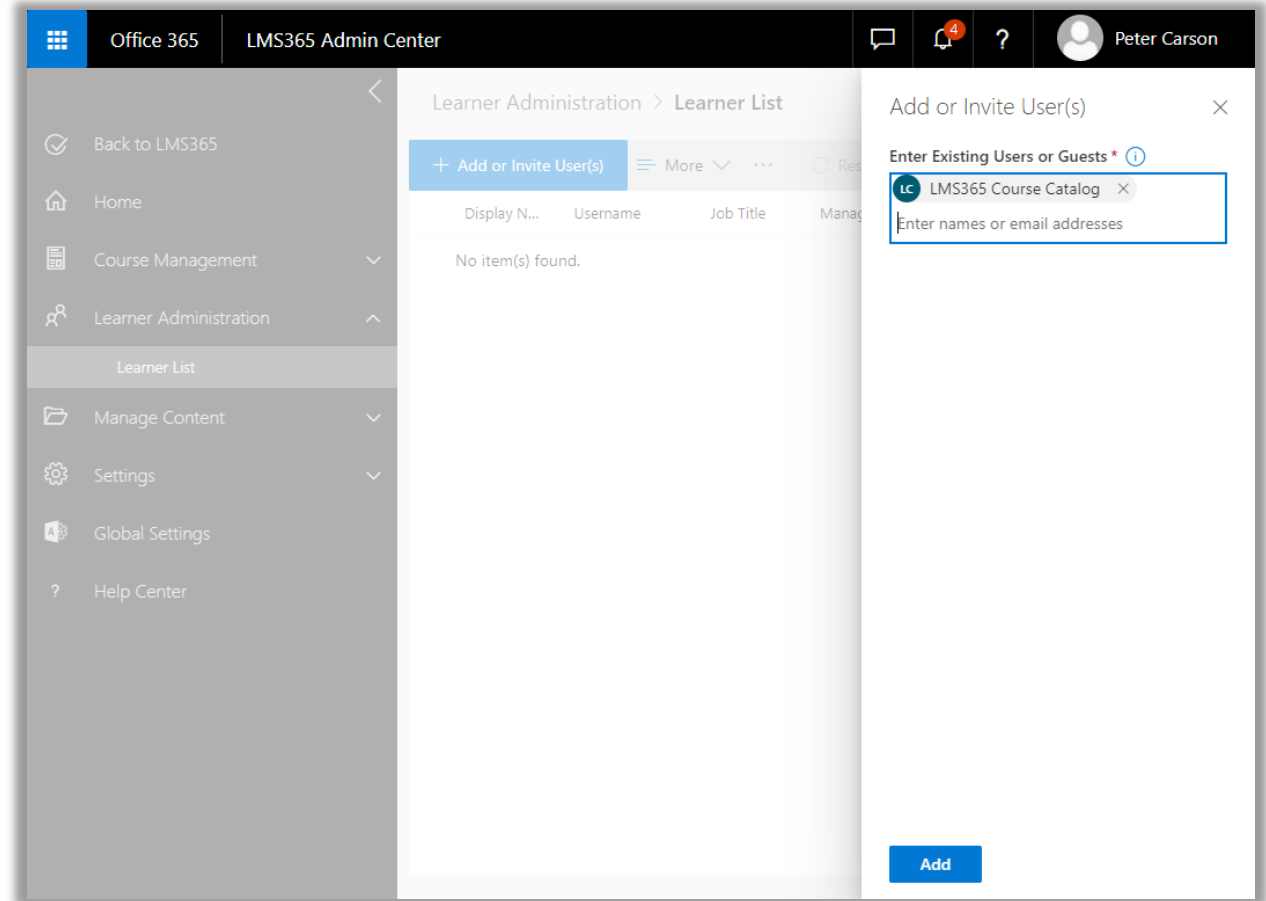 Office 365
LMS365 Admin Center
4
?
Peter Carson
Back to LMS365
Home
Course Management
Learner Administration
Learner List
Manage Content
Settings
Global Settings
? Help Center
Learner Administration > Learner List
+ Add or Invite User(s)
More
...
Res
Display N...
Username
Job Title
Manag
No item(s) found.
Add or Invite User(s)
Enter Existing Users or Guests *
LC LMS365 Course Catalog
Enter names or email addresses
Add